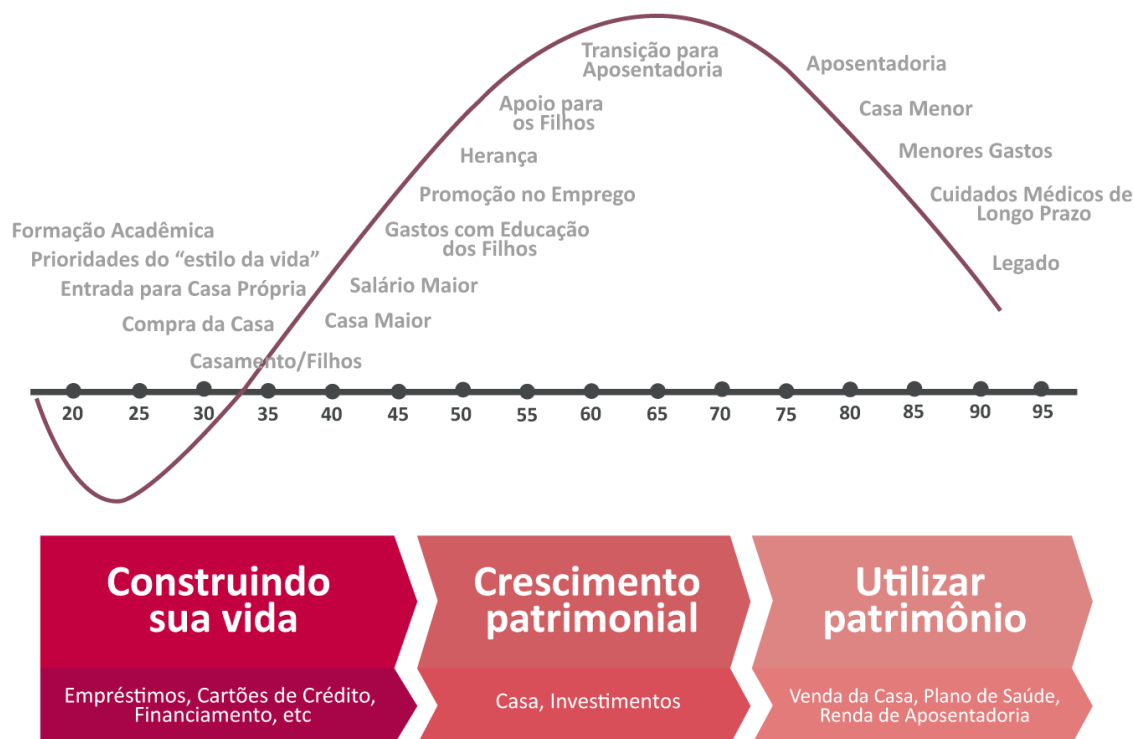 Transição para
Aposentadoria
Aposentadoria
Apoio para
os Filhos
Casa Menor
Herança
Menores Gastos
Promoção no Emprego
Cuidados Médicos de
Longo Prazo
Formação Acadêmica
Gastos com Educação
dos Filhos
Prioridades do “estilo da vida”
Legado
Entrada para Casa Própria
Salário Maior
Compra da Casa
Casa Maior
Casamento/Filhos
20 25 30 35 40 45 50 55 60 65 70 75 80 85 90 95
Construindo
sua vida
Empréstimos, Cartões de Crédito,
Financiamento, etc
Crescimento
patrimonial
Casa, Investimentos
Utilizar
patrimônio
Venda da Casa, Plano de Saúde,
Renda de Aposentadoria